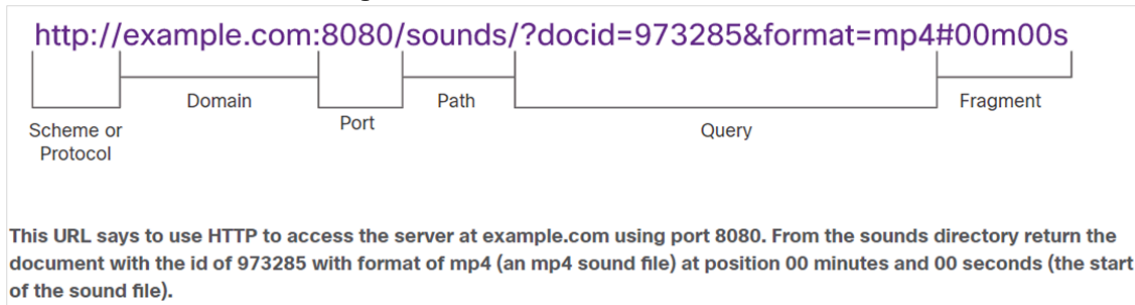 http://example.com:8080/sounds/?docid=973285&format=mp4#00m00s
Domain
Path
Fragment
Port
Query
Scheme or
Protocol
This URL says to use HTTP to access the server at example.com using port 8080. From the sounds directory return the
document with the id of 973285 with format of mp4 (an mp4 sound file) at position 00 minutes and 00 seconds (the start
of the sound file).